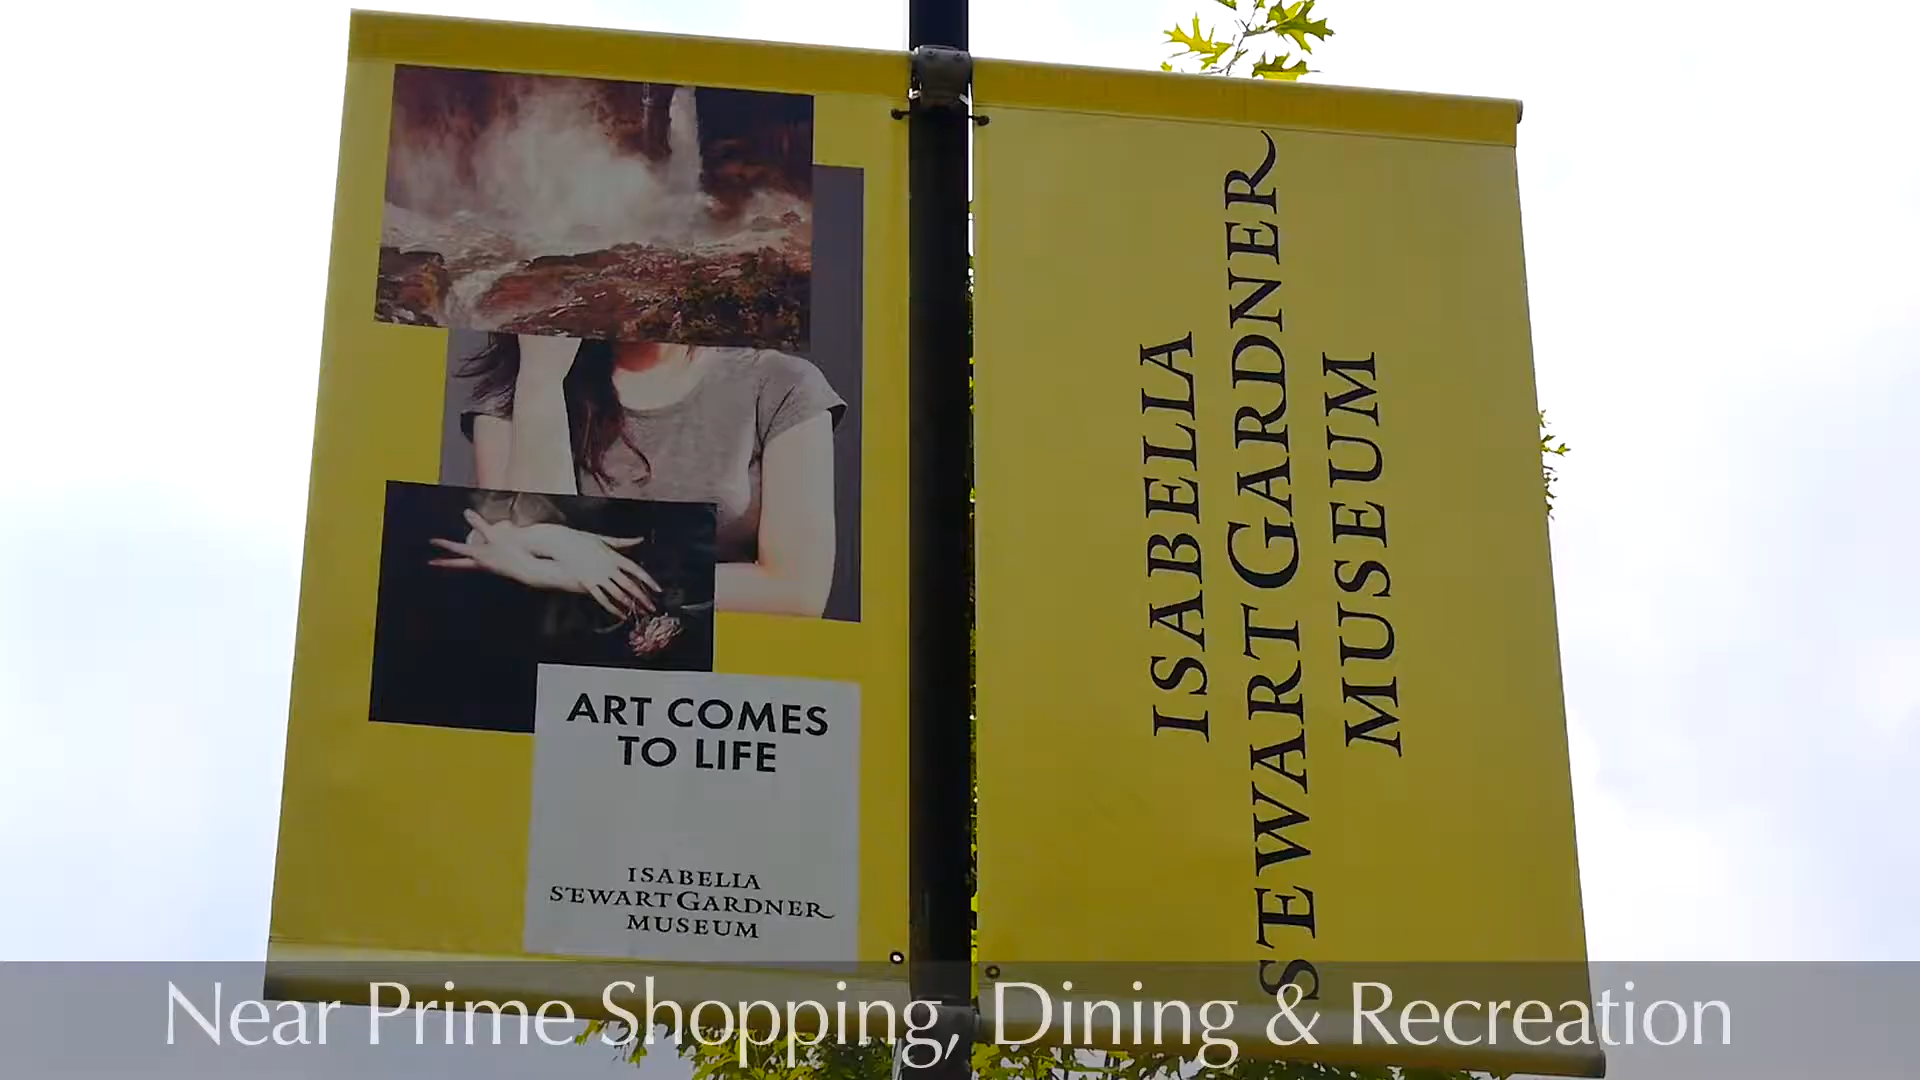 ART COMES
TO LIFE
ISABELLA
STEWART GARDNER
MUSEUM
ISABELLA
STEWART GARDNER
MUSEUM
Near Prime Shopping, Dining & Recreation